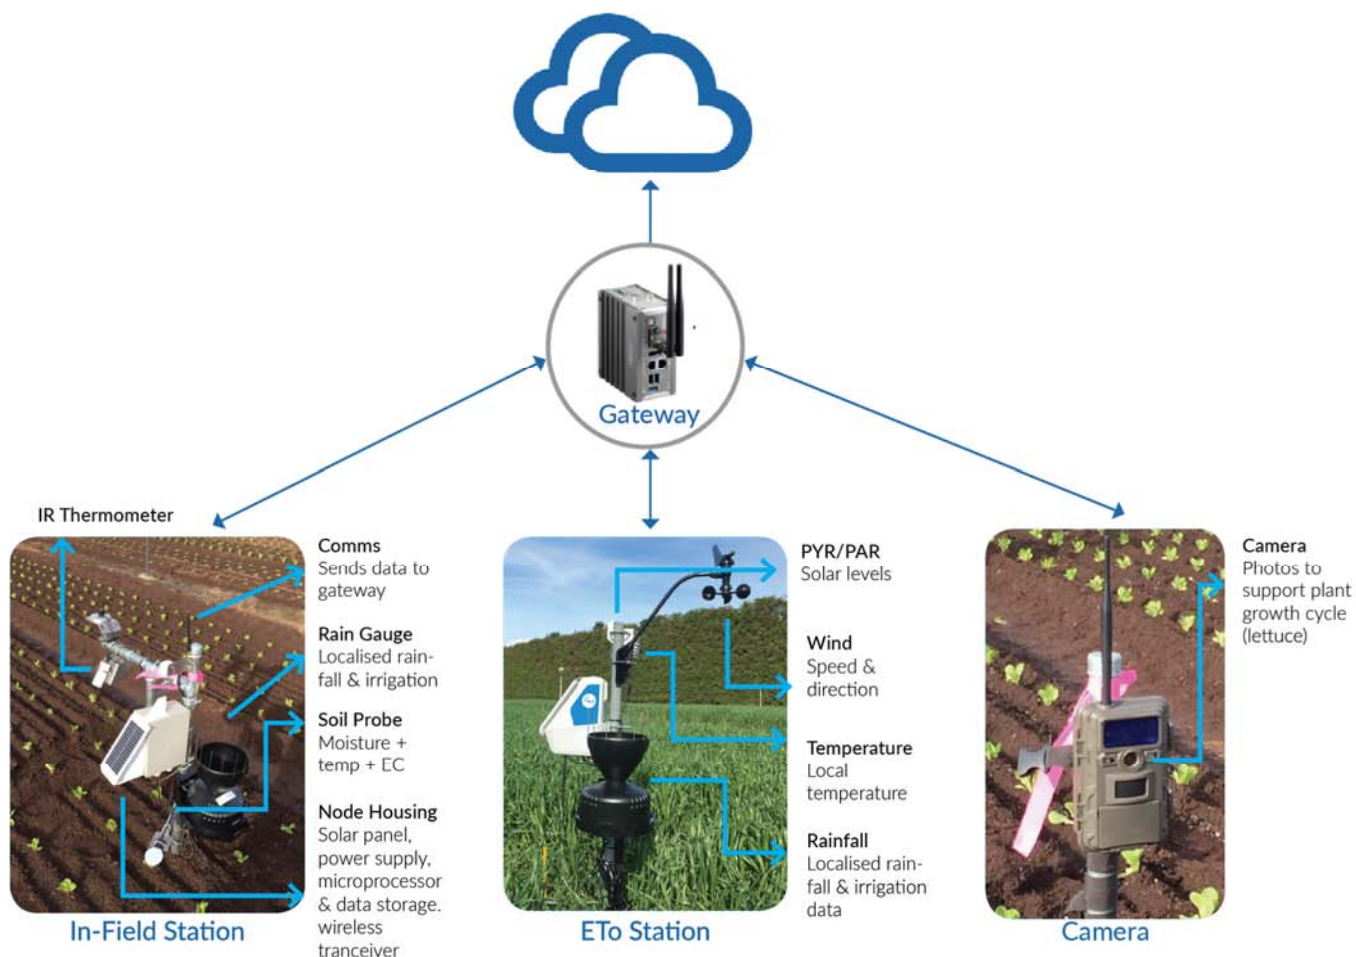 Gateway
IR Thermometer
Comms
Sends data to
gateway
Rain Gauge
Localised rain-
fall & irrigation
Soil Probe
Moisture +
temp + EC
Node Housing
Solar panel,
power supply,
microprocessor
& data storage.
wireless
tranceiver
In-Field Station
PYR/PAR
Solar levels
Wind
Speed &
direction
Temperature
Local
temperature
Rainfall
Localised rain-
fall & irrigation
data
ETo Station
Camera
Photos to
support plant
growth cycle
(lettuce)
Camera